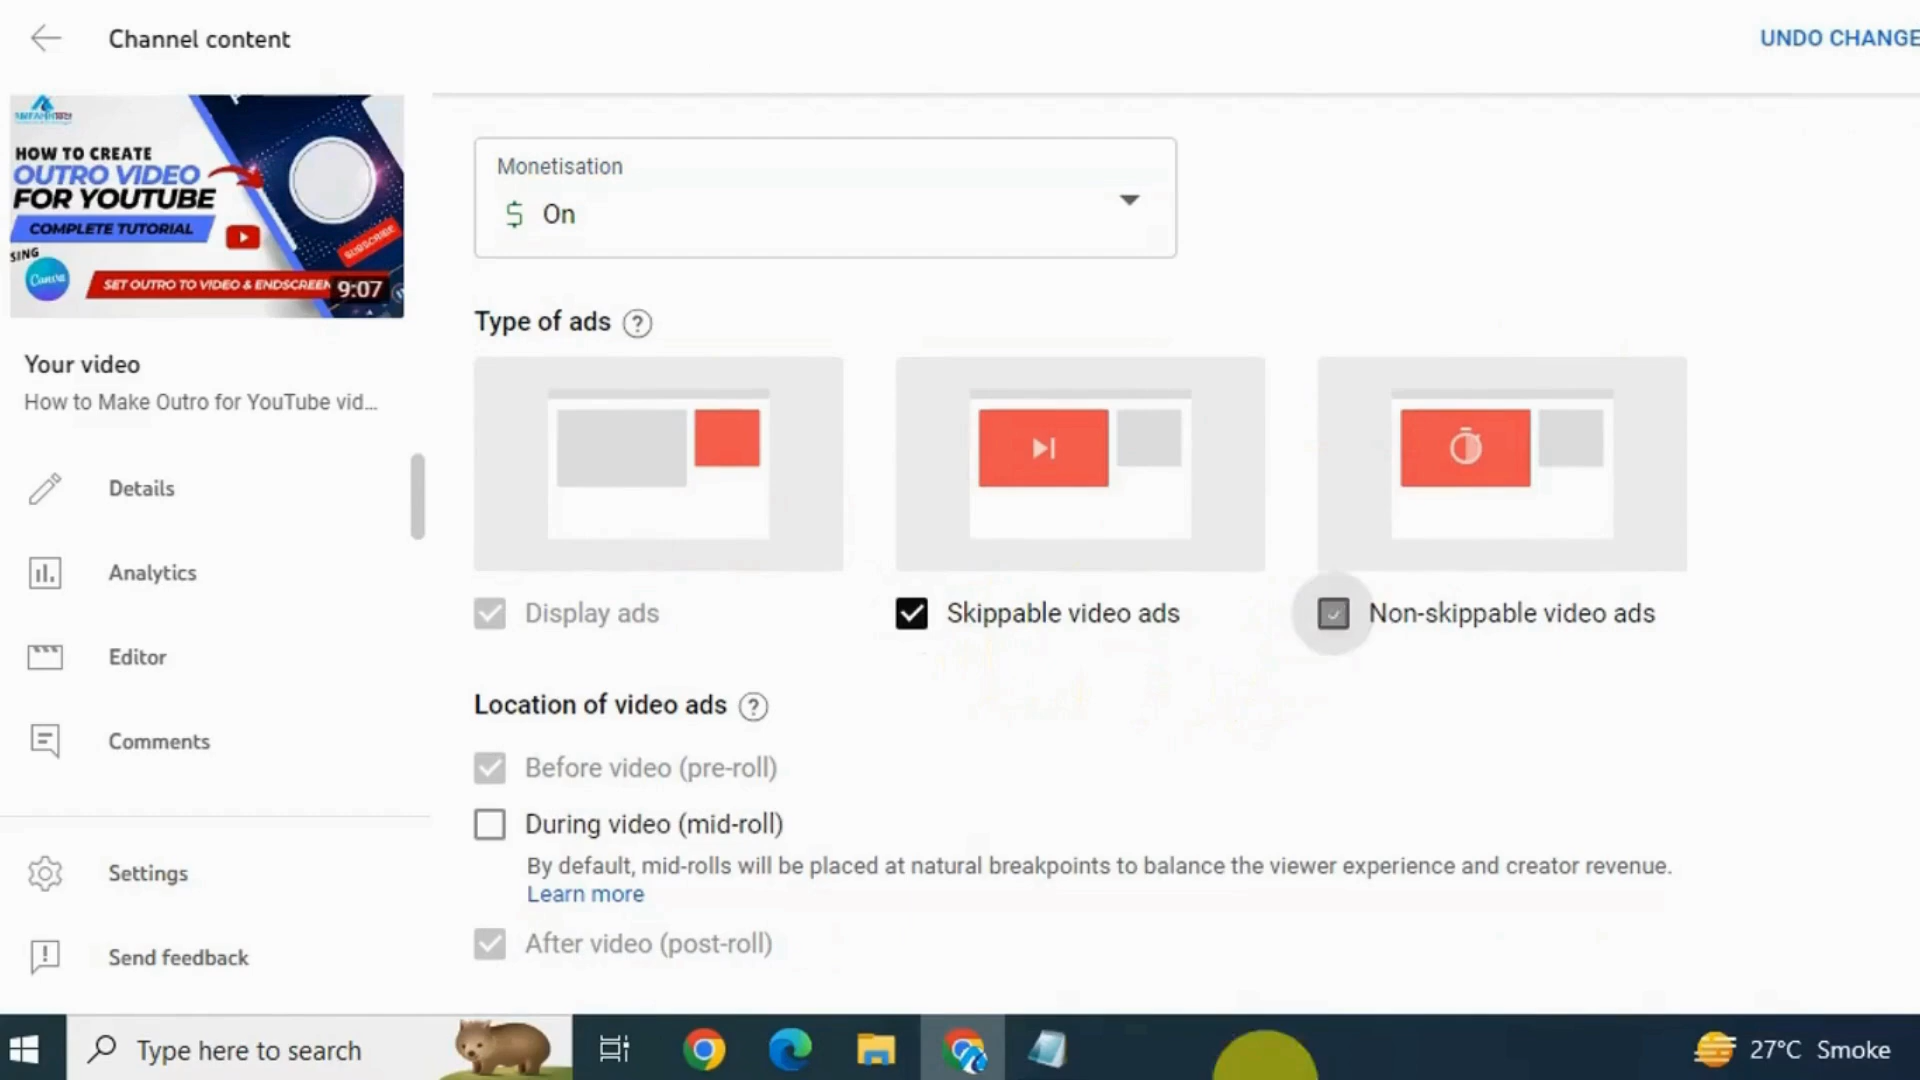 Channel content
UNDO CHANGE
HOW TO CREATE
OUTRO VIDEO
FOR YOUTUBE
COMPLETE TUTORIAL
SUBSCRIBE
SING
Canva
SET OUTRO TO VIDEO & ENDSCREEN
9:07
Your video
How to Make Outro for YouTube vid...
Details
Analytics
Editor
Comments
Settings
Send feedback
Monetisation
On
Type of ads
Display ads
Skippable video ads
Non-skippable video ads
Location of video ads
Before video (pre-roll)
During video (mid-roll)
By default, mid-rolls will be placed at natural breakpoints to balance the viewer experience and creator revenue.
Learn more
After video (post-roll)
Type here to search
27°C Smoke